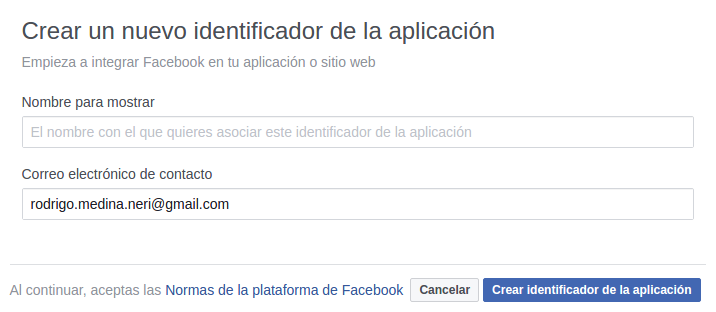 Crear un nuevo identificador de la aplicación
Empieza a integrar Facebook en tu aplicación o sitio web
Nombre para mostrar
El nombre con el que quieres asociar este identificador de la aplicación
Correo electrónico de contacto
rodrigo.medina.neri@gmail.com
Al continuar, aceptas las Normas de la plataforma de Facebook Cancelar Crear identificador de la aplicación